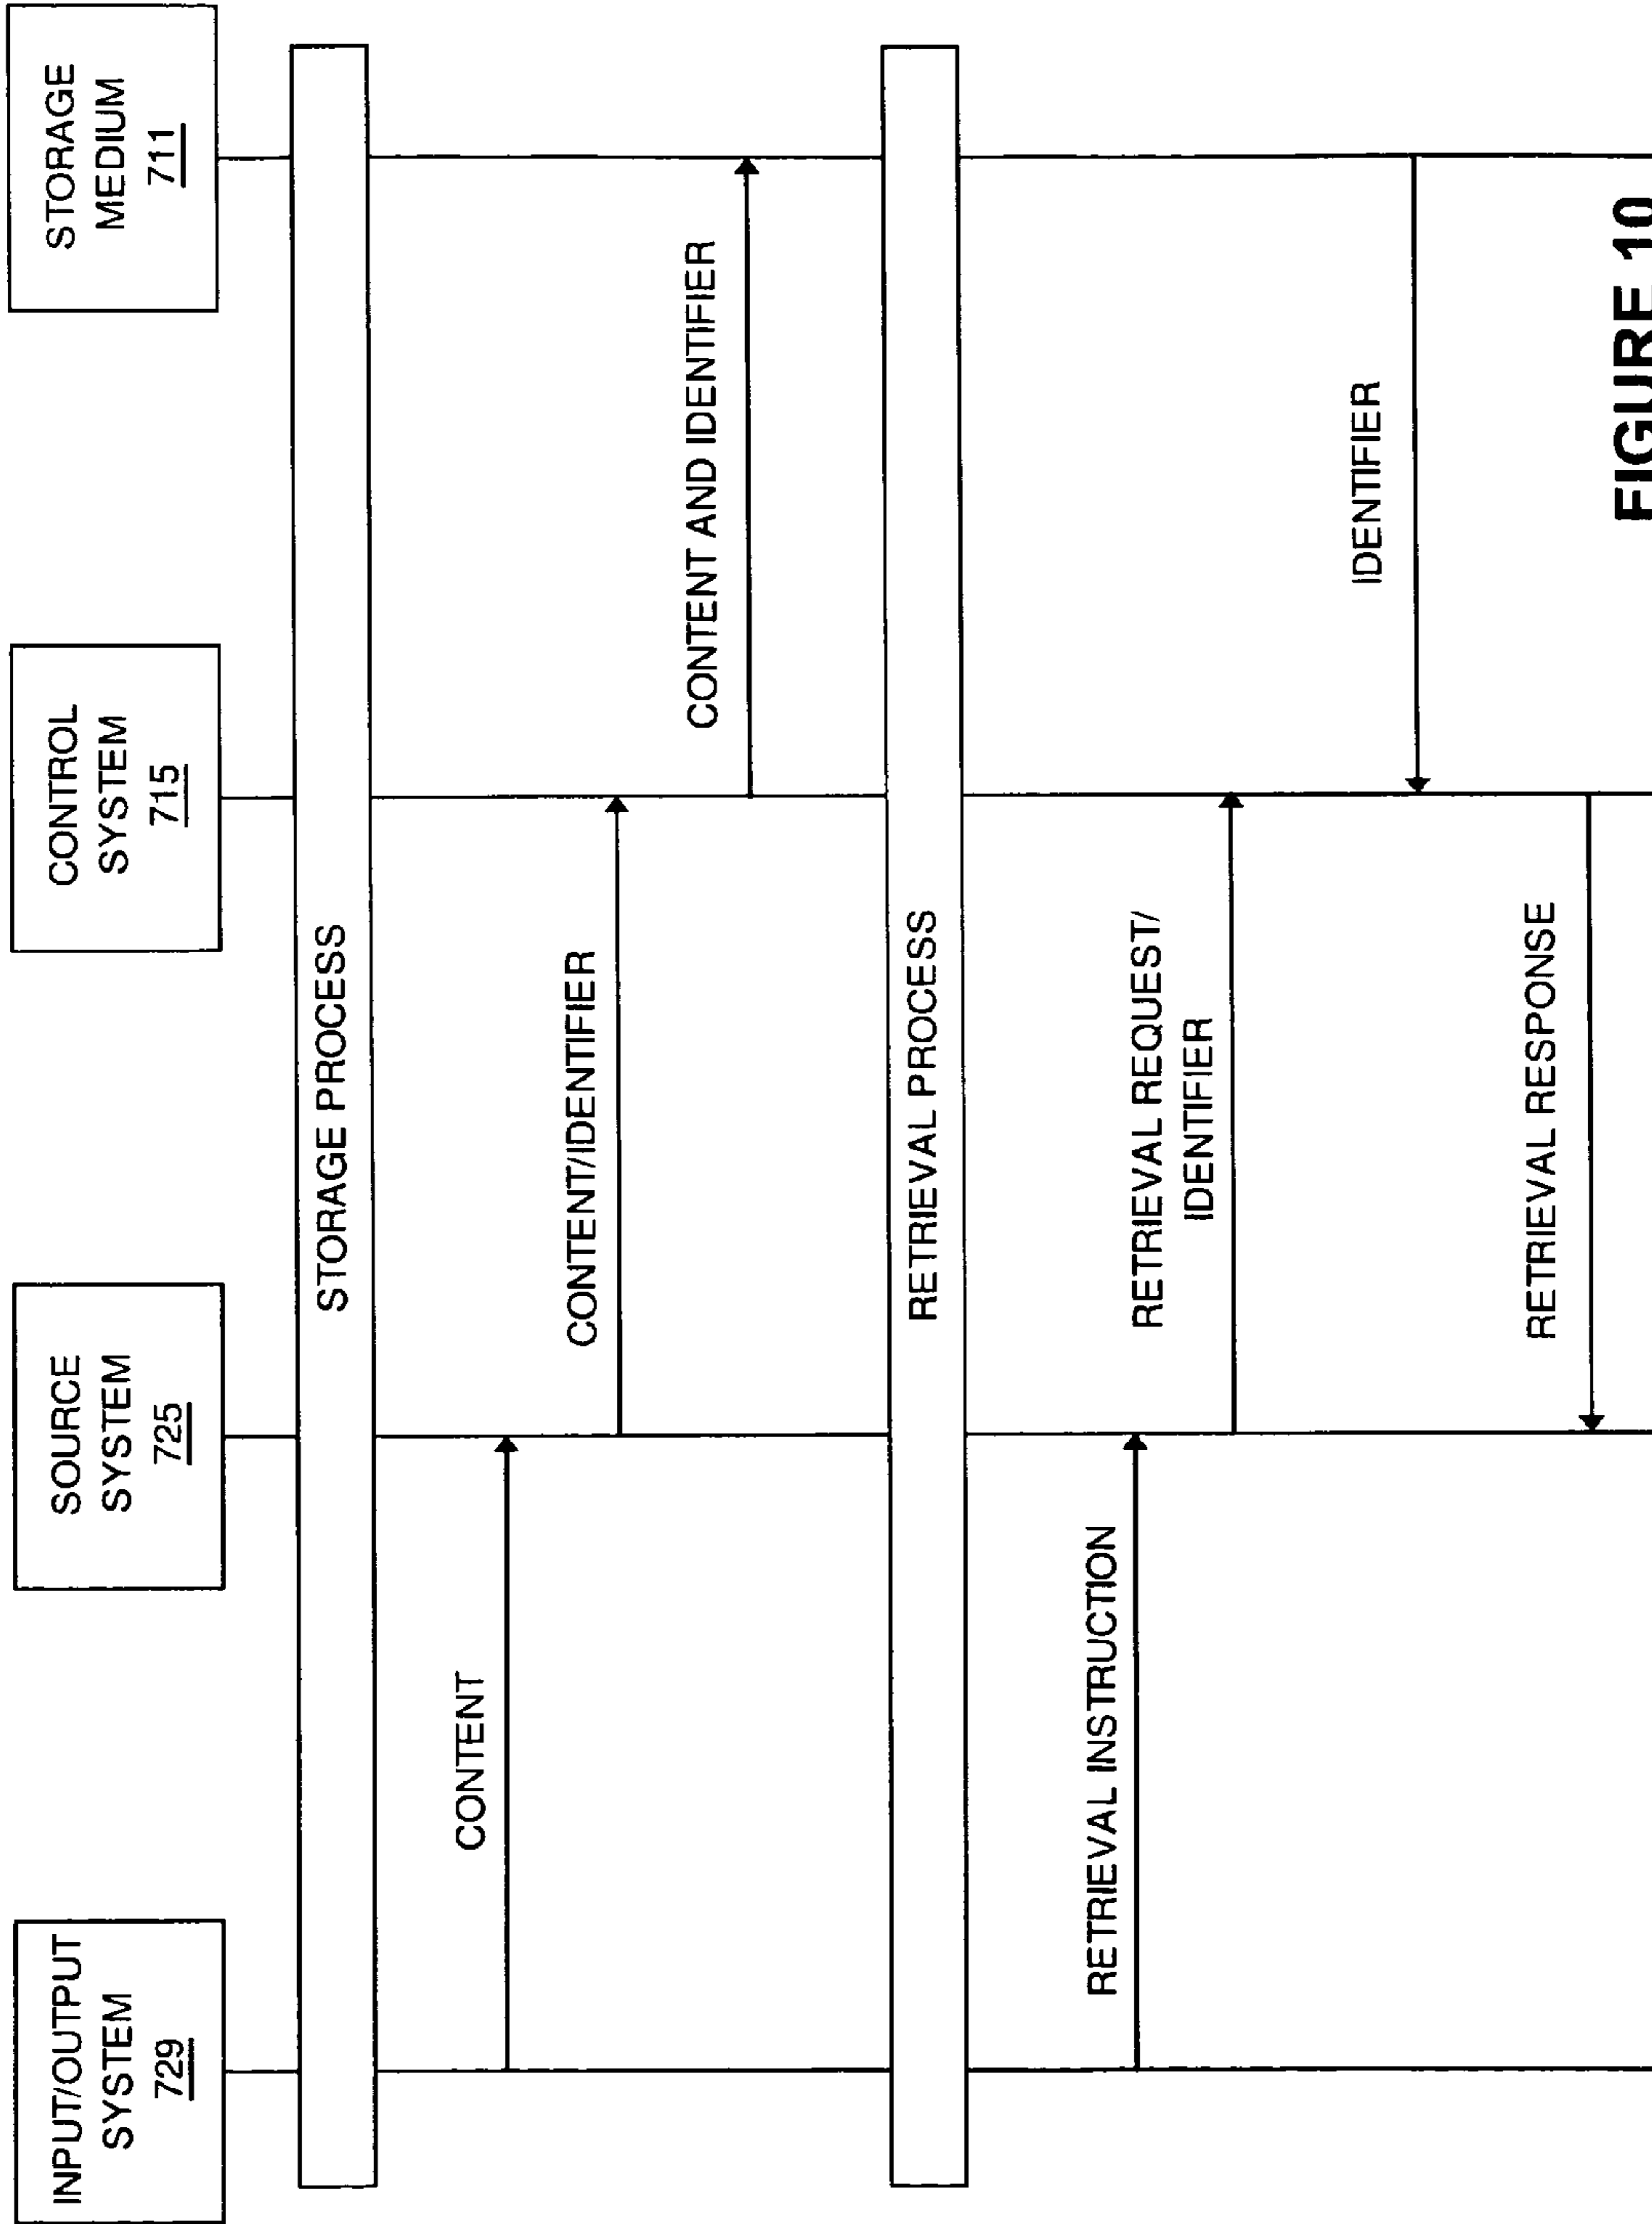 INPUT/OUTPUT
SYSTEM
729
SOURCE
SYSTEM
725
CONTROL
SYSTEM
715
STORAGE
MEDIUM
711
STORAGE PROCESS
CONTENT
CONTENT/IDENTIFIER
CONTENT AND IDENTIFIER
RETRIEVAL PROCESS
RETRIEVAL INSTRUCTION
RETRIEVAL REQUEST/
IDENTIFIER
IDENTIFIER
RETRIEVAL RESPONSE
FIGURE 10